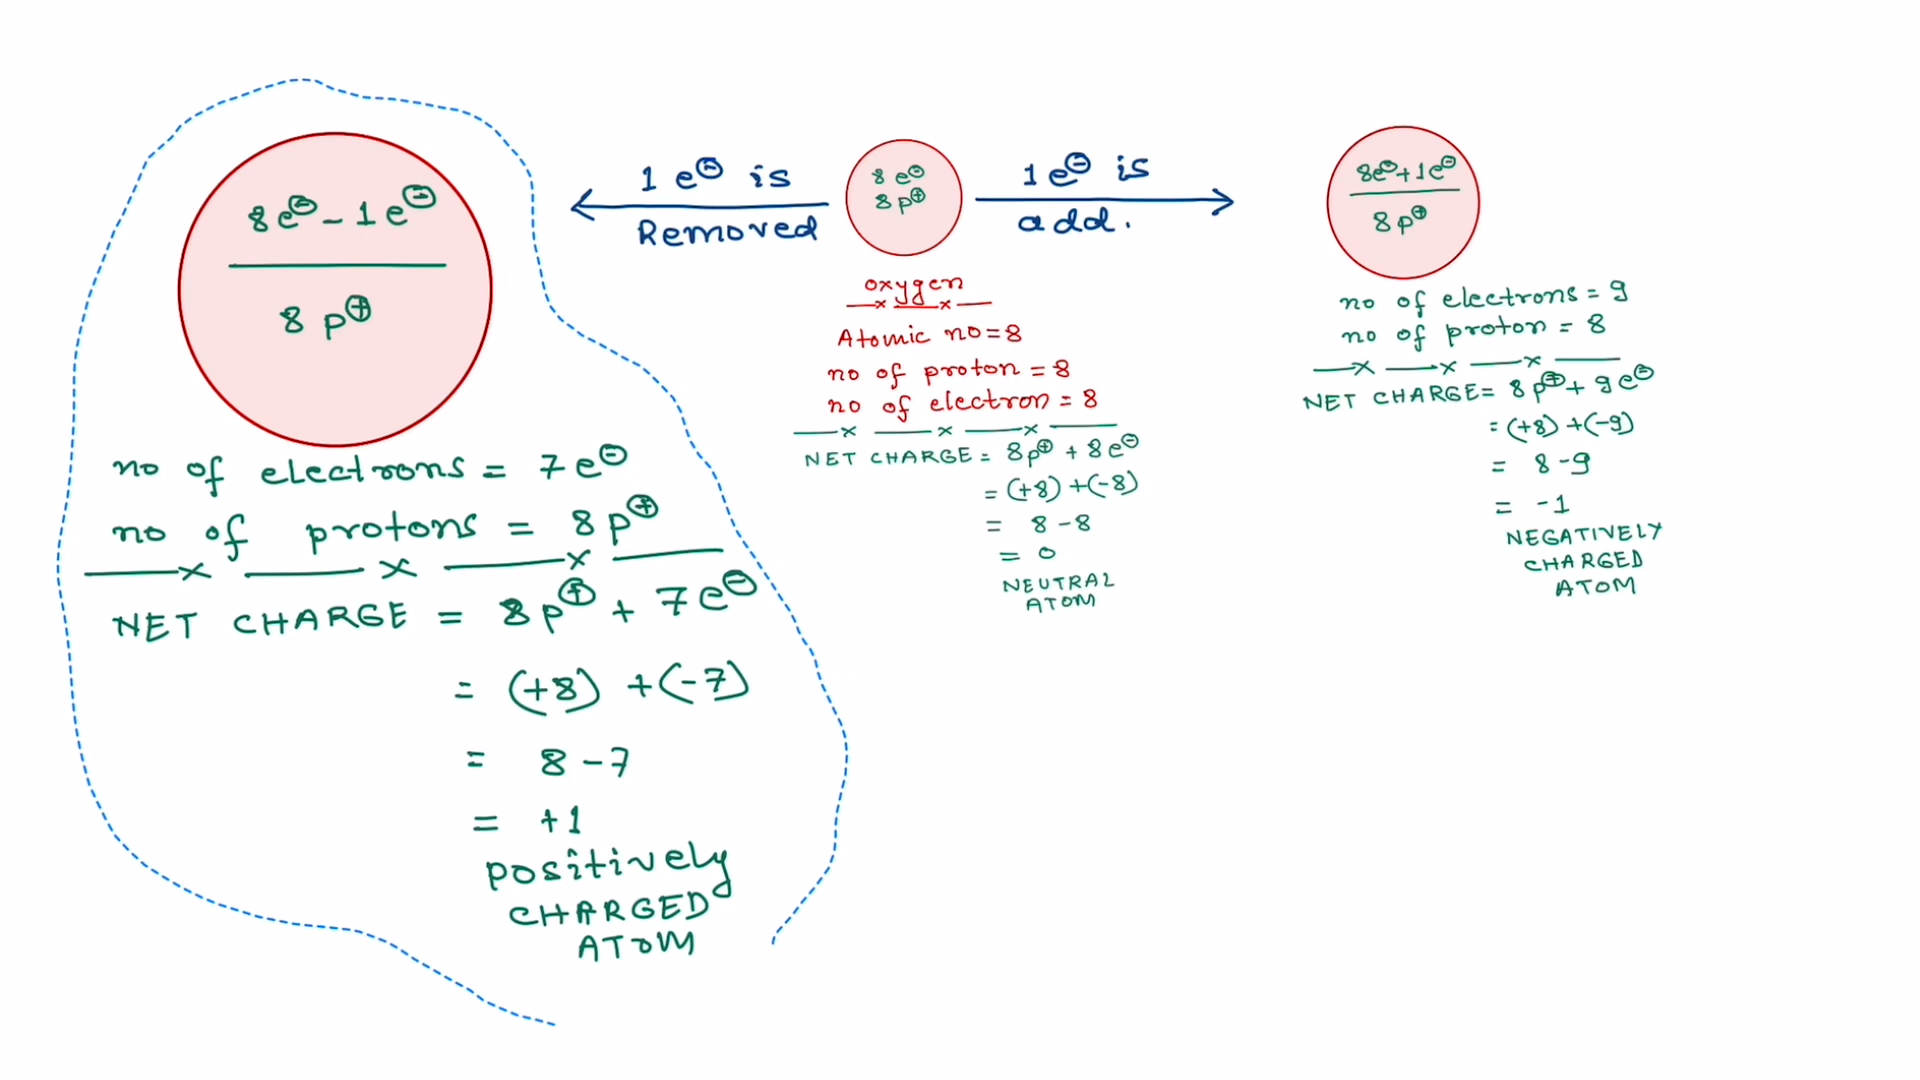 8e⊖ - 1e⊖
8p⊕
no of electrons = 7e⊖
no of protons = 8p⊕
NET CHARGE = 8p⊕ + 7e⊖
= (+8) +(-7)
= 8-7
= +1
positively
CHARGED
ATOM
1 e⊖ is
Removed
8 e⊖
8 p⊕
1e⊖ is
add.
oxygen
Atomic no=8
no of proton = 8
no of electron = 8
NET CHARGE = 8p⊕ + 8e⊖
= (+8) +(-8)
= 8-8
= 0
NEUTRAL
ATOM
8e⊖+1e⊖
8p⊕
no of electrons = 9
no of proton = 8
NET CHARGE= 8p⊕+ 9e⊖
= (+8) +(-9)
= 8-9
= -1
NEGATIVELY
CHARGED
ATOM